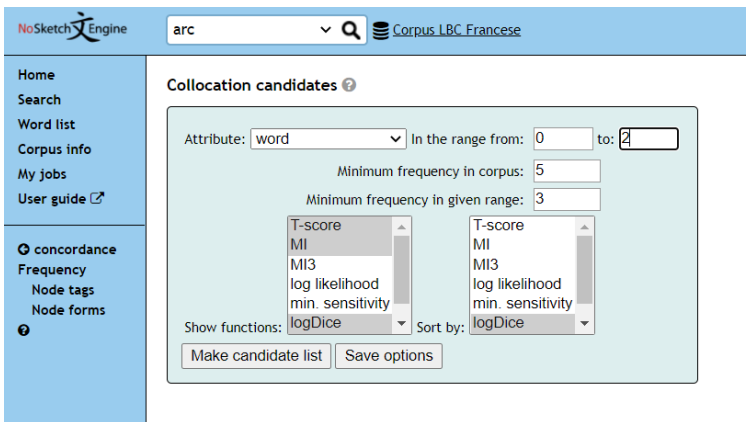 NoSketch Engine
arc
Corpus LBC Francese
Home
Search
Word list
Corpus info
My jobs
User guide
concordance
Frequency
Node tags
Node forms
Collocation candidates
Attribute: word In the range from: 0 to: 2
Minimum frequency in corpus: 5
Minimum frequency in given range: 3
T-score T-score
MI MI
MI3 MI3
log likelihood log likelihood
min. sensitivity min. sensitivity
Show functions: logDice Sort by: logDice
Make candidate list Save options